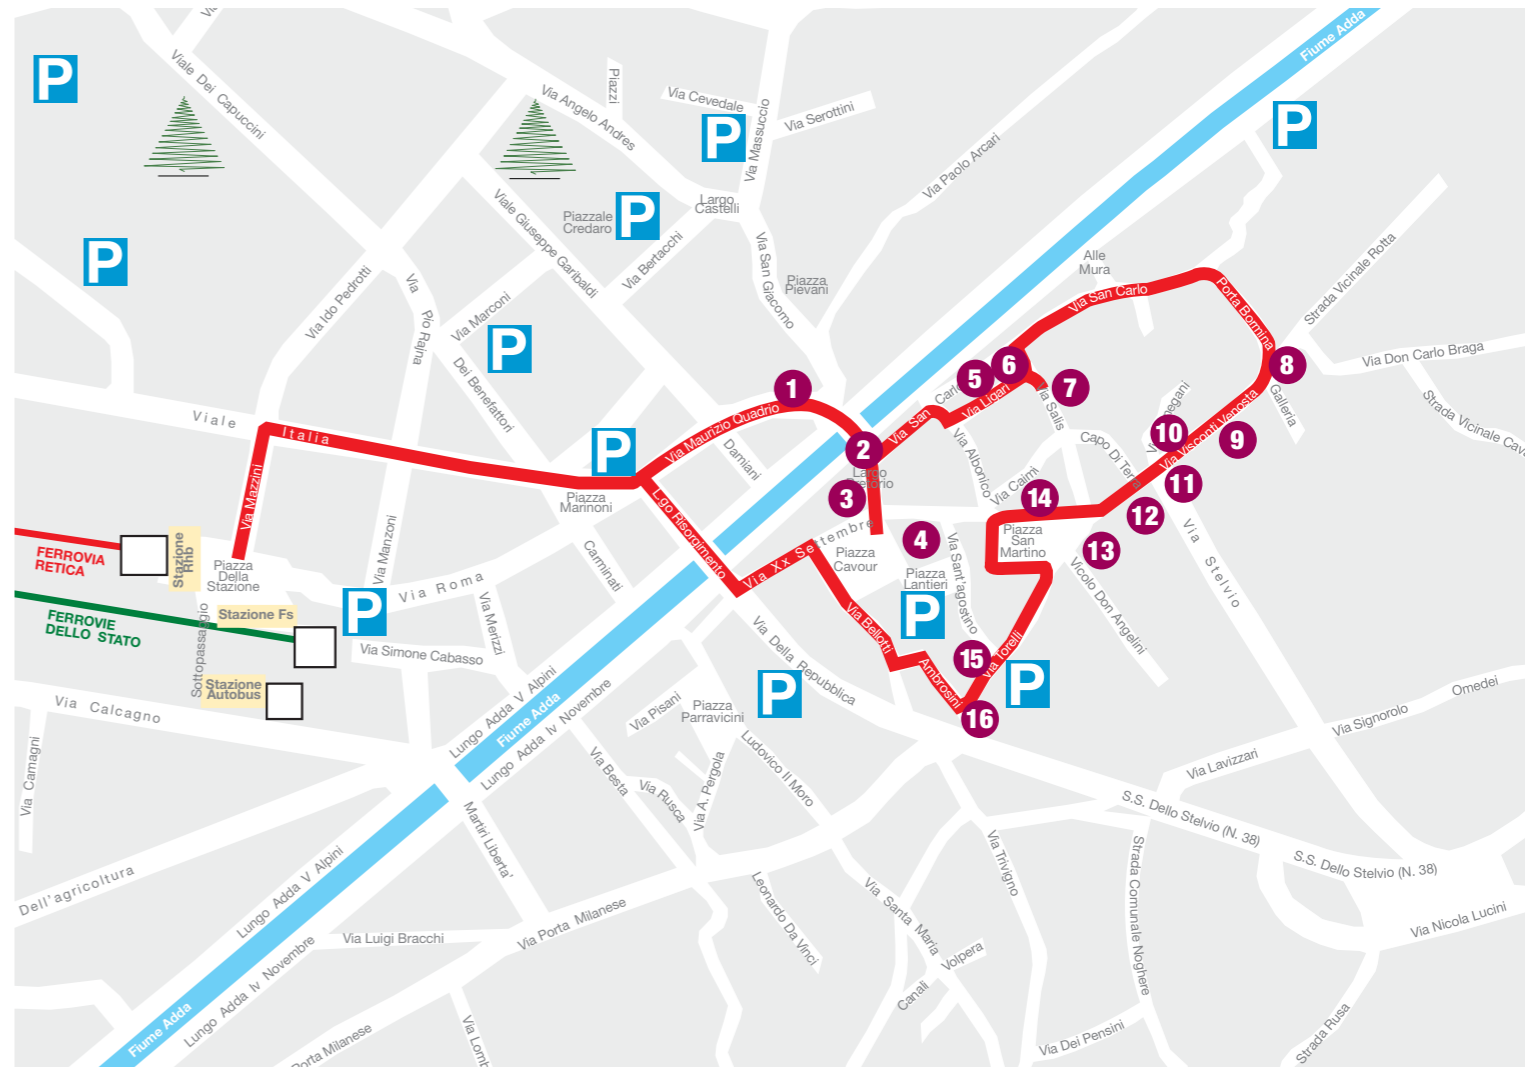 Fiume Adda
P
Viale Dei Capuccini
P
Via Angelo Andres
Piazzi
Via Cevedale
P
Via Massuccio
Via Serottini
Via Paolo Arcari
P
Viale Giuseppe Garibaldi
Piazzale
Credaro
P
Largo
Castelli
Via Bertacchi
Via San Giacomo
Piazza
Pievani
Alle
Mura
Strada Vicinale Rotta
P
Via Ido Pedrotti
Via
Pio Rajna
Via Marconi
P
Dei Benefattori
Via San Carlo
Porta Bormina
Via Don Carlo Braga
Strada Vicinale
1
5
6
7
8
Galleria
Viale
Italia
Via Maurizio Quadrio
Damiani
Via San
Carlo
Via Ligari
Via Salis
Capo Di Terra
10
9
Via Visconti Venosta
P
2
Largo
Pretorio
3
Via Albonico
Via Caimi
14
11
12
13
Via Mazzini
Piazza
Marinoni
L.go Risorgimento
Via Xx Settembre
Piazza
Cavour
4
Piazza
San
Martino
Via Stelvio
FERROVIA
RETICA
Stazione
Rhb
Piazza
Della
Stazione
Via Manzoni
Via Roma
Carminati
Piazza
Lantieri
P
Via Sant'agostino
Vicolo Don Angelini
FERROVIE
DELLO STATO
Stazione Fs
Sottopassaggio
P
Via Merizzi
Via Simone Cabasso
Via Della Repubblica
Via Bellotti
Ambrosini
15
Via Torelli
P
16
Stazione
Autobus
Via Calcagno
P
Lungo Adda V Alpini
Fiume Adda
Lungo Adda Iv Novembre
Via Pisani
Piazza
Parravicini
Omedei
Via Signorolo
Via Lavizzari
Via Camagni
Via Besta
Via Rusca
Via A. Pergola
Ludovico Il Moro
S.S. Dello Stelvio (N. 38)
S.S. Dello Stelvio (N. 38)
Martiri Liberta'
Via Trivigno
Strada Comunale Noghere
Dell'agricoltura
Lungo Adda V Alpini
Lungo Adda Iv Novembre
Via Luigi Bracchi
Via Porta Milanese
Leonardo Da Vinci
Via Santa Maria
Volpera
Canali
Via Nicola Lucini
Fiume Adda
Porta Milanese
Via Dei Pensini
Strada Rusa